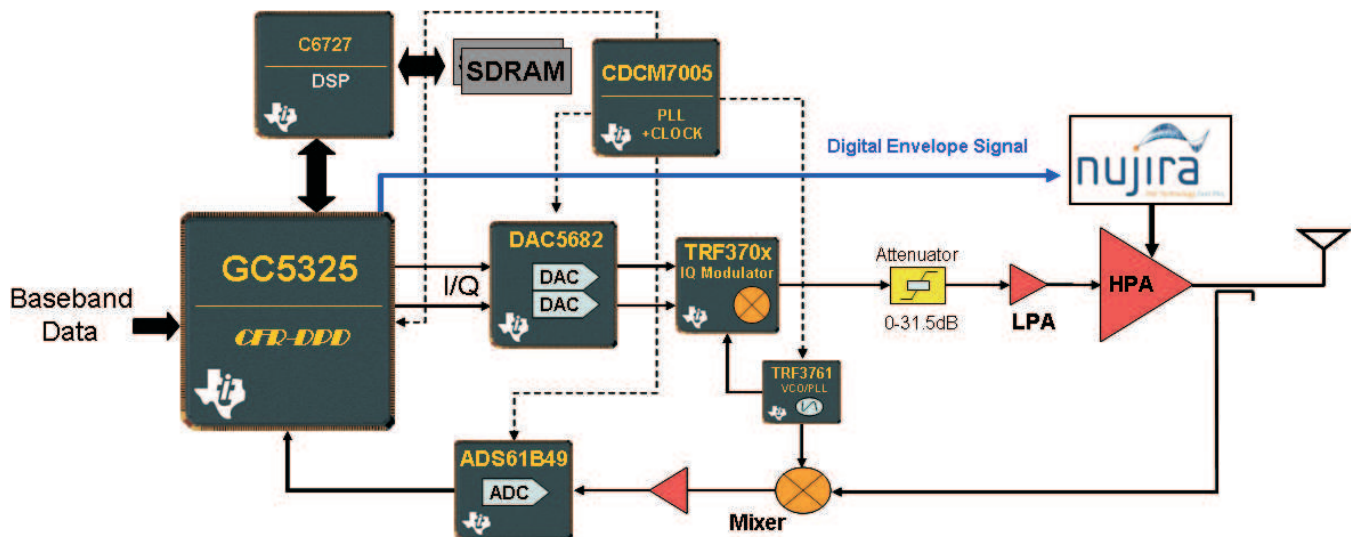 C6727
DSP
SDRAM
CDCM7005
PLL
+CLOCK
Digital Envelope Signal
nujira
GC5325
CFR-DPD
Baseband
Data
I/Q
DAC5682
DAC
DAC
TRF370x
IQ Modulator
Attenuator
0-31.5dB
LPA
HPA
TRF3761
VCO/PLL
ADS61B49
ADC
Mixer